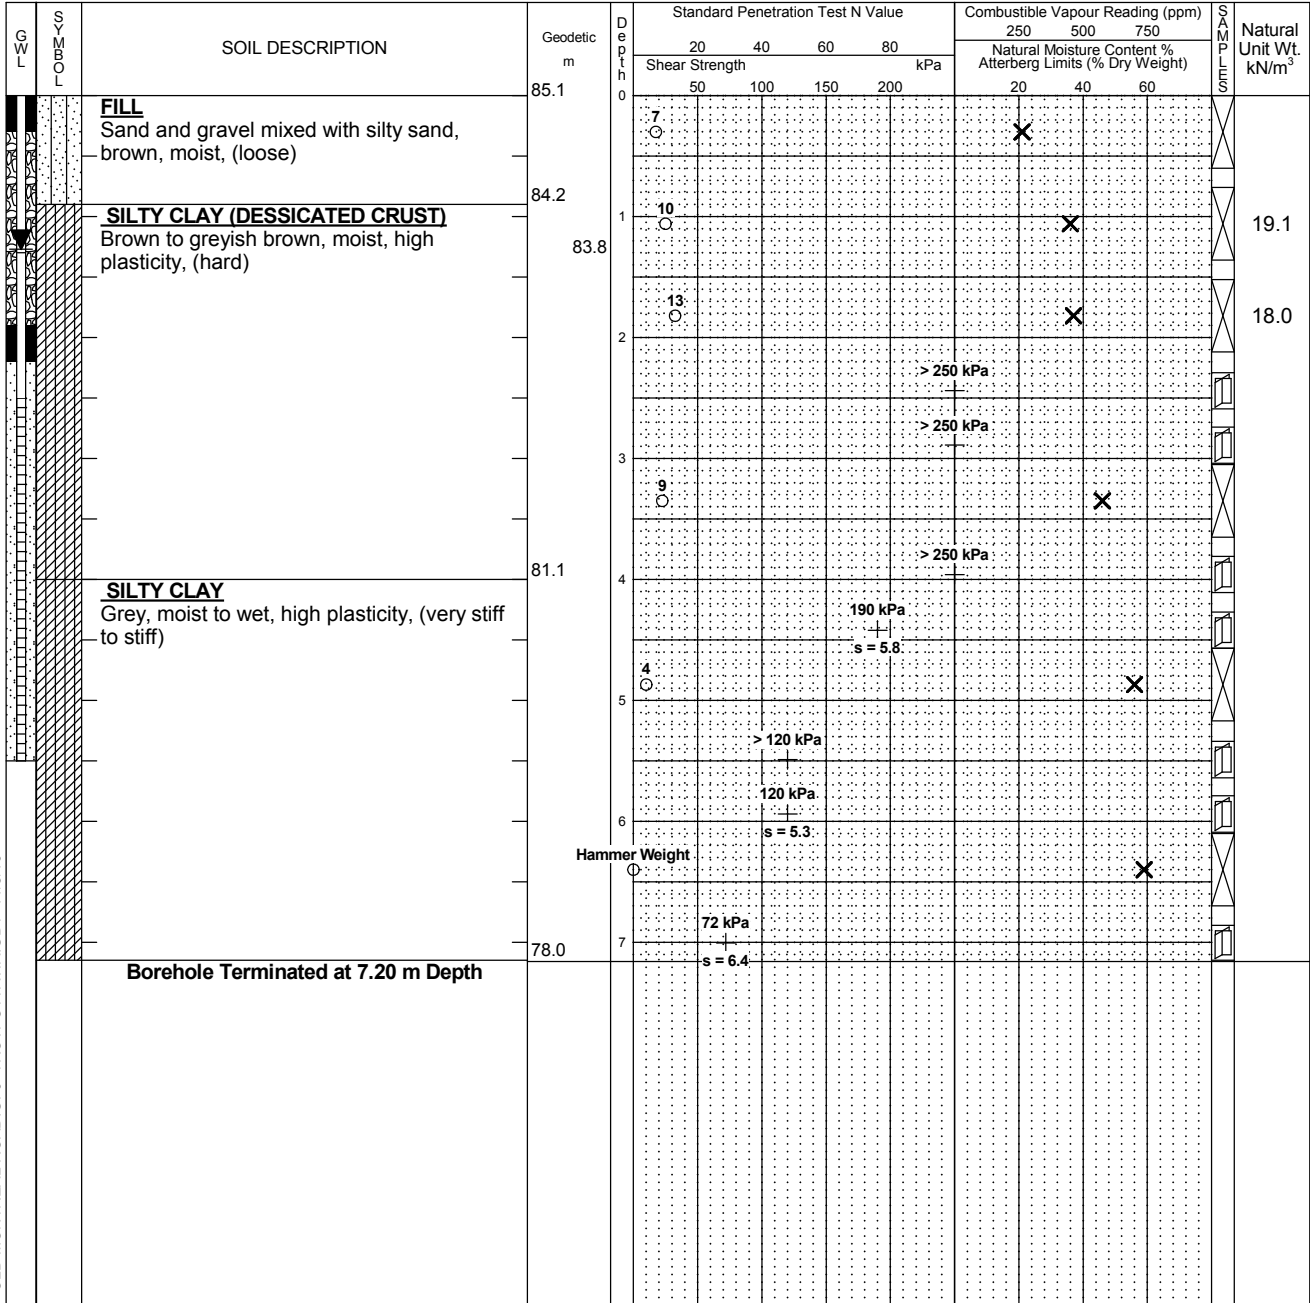 GWL
SYMBOL
SOIL DESCRIPTION
Geodetic
m
Depth
Standard Penetration Test N Value
20 40 60 80
Shear Strength kPa
50 100 150 200
Combustible Vapour Reading (ppm)
250 500 750
Natural Moisture Content %
Atterberg Limits (% Dry Weight)
20 40 60
SAMPLES
Natural
Unit Wt.
kN/m³
85.1
0
FILL
Sand and gravel mixed with silty sand,
brown, moist, (loose)
7
84.2
SILTY CLAY (DESSICATED CRUST)
Brown to greyish brown, moist, high
plasticity, (hard)
83.8
1
10
19.1
13
18.0
2
> 250 kPa
> 250 kPa
3
9
> 250 kPa
81.1
4
SILTY CLAY
Grey, moist to wet, high plasticity, (very stiff
to stiff)
190 kPa
s = 5.8
4
5
> 120 kPa
120 kPa
6
s = 5.3
Hammer Weight
72 kPa
78.0
7
s = 6.4
Borehole Terminated at 7.20 m Depth